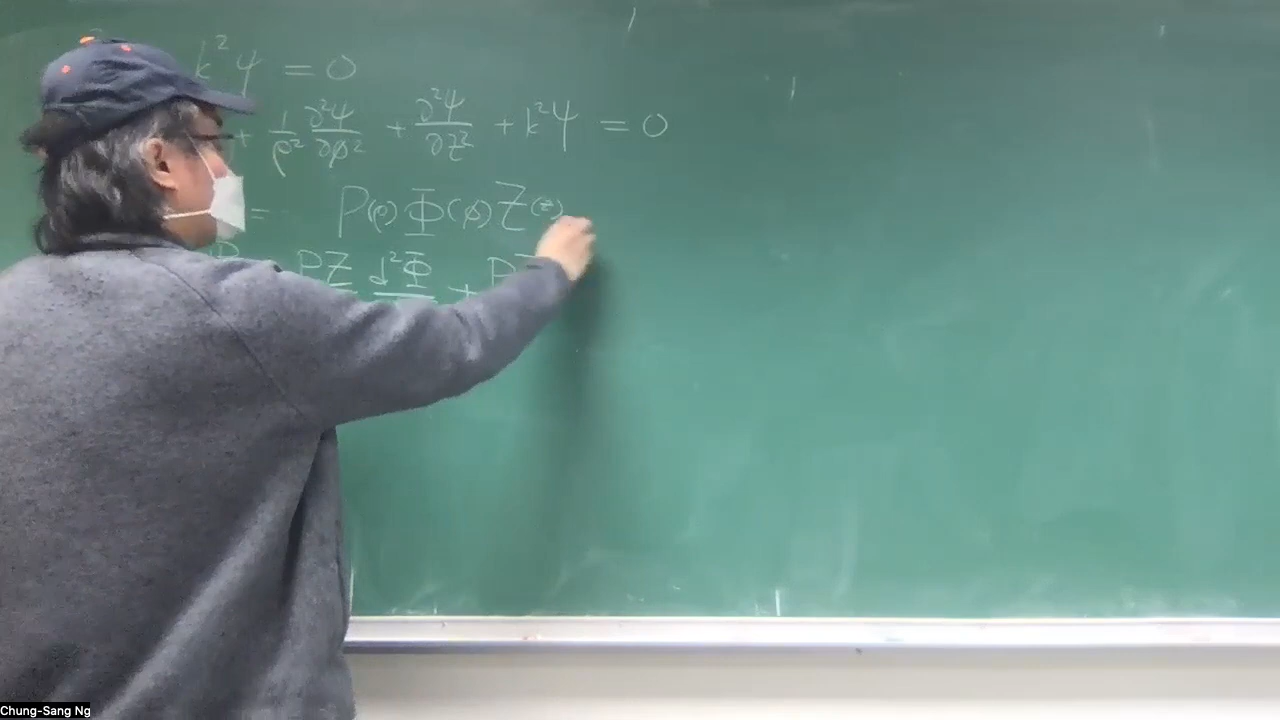 k²ψ = 0
+ 1/ρ² ∂²ψ/∂φ² + ∂²ψ/∂z² + k²ψ = 0
= P(ρ) Φ(φ) Z(z)
PZ d²Φ +
Chung-Sang Ng